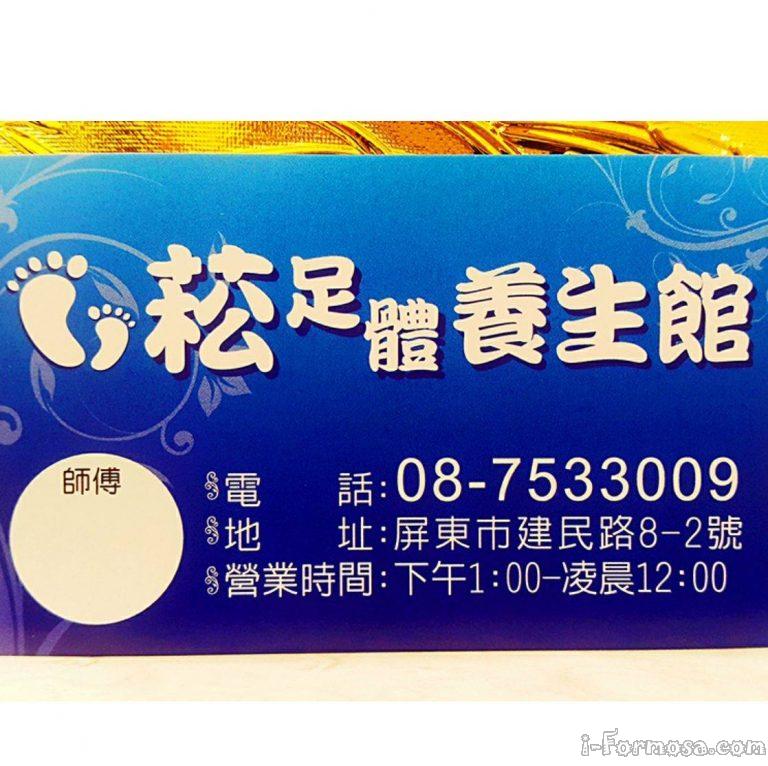 菘足體養生館
師傅
電話:08-7533009
地址:屏東市建民路8-2號
營業時間:下午1:00-凌晨12:00
i-Formosa.com